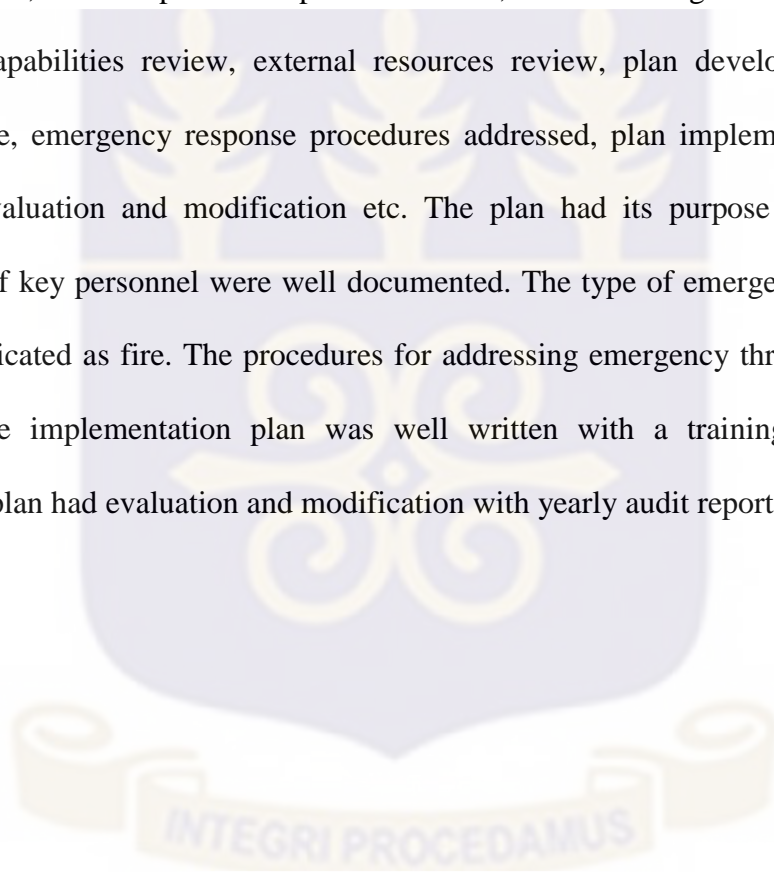 capabilities review, external resources review, plan develo
e, emergency response procedures addressed, plan implem
valuation and modification etc. The plan had its purpose
f key personnel were well documented. The type of emerge
licated as fire. The procedures for addressing emergency thr
e implementation plan was well written with a training
plan had evaluation and modification with yearly audit report
INTEGRI PROCEDAMUS